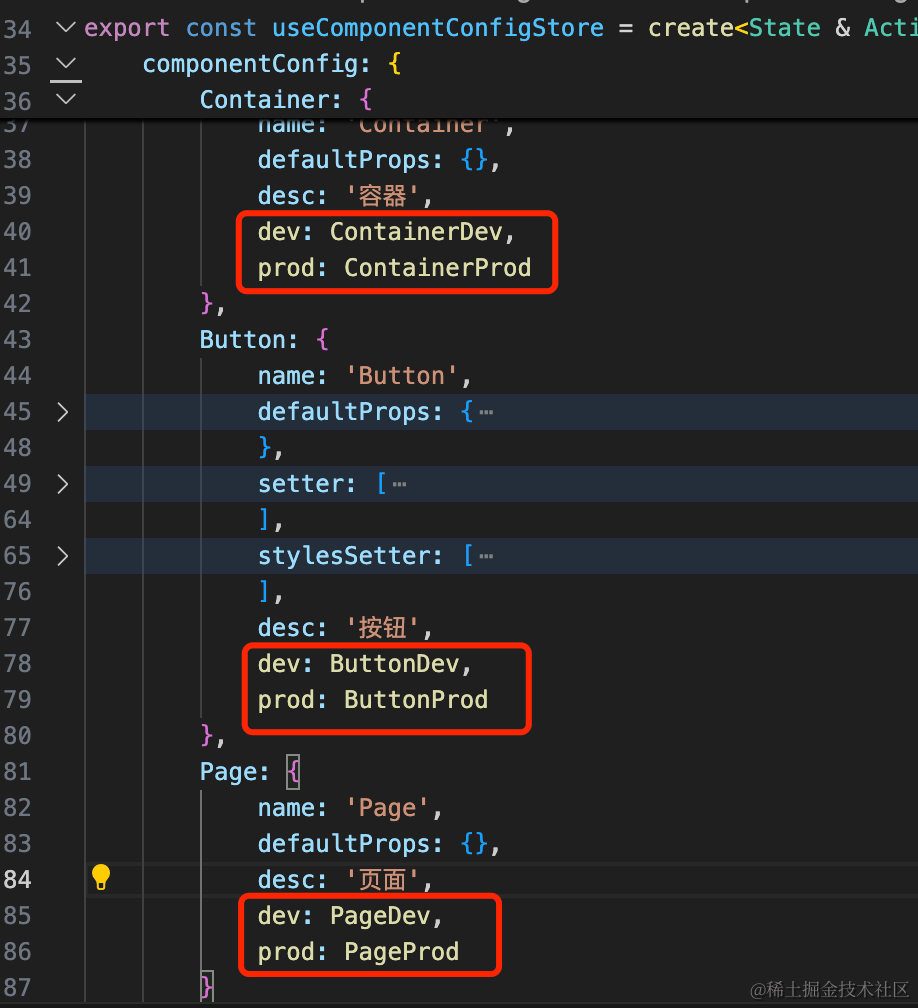 34 export const useComponentConfigStore = create<State & Acti
35 componentConfig: {
36 Container: {
37 name: 'Container',
38 defaultProps: {},
39 desc: '容器',
40 dev: ContainerDev,
41 prod: ContainerProd
42 },
43 Button: {
44 name: 'Button',
45 defaultProps: {⋯
48 },
49 setter: [⋯
64 ],
65 stylesSetter: [⋯
76 ],
77 desc: '按钮',
78 dev: ButtonDev,
79 prod: ButtonProd
80 },
81 Page: {
82 name: 'Page',
83 defaultProps: {},
84 desc: '页面',
85 dev: PageDev,
86 prod: PageProd
87 }
@稀土掘金技术社区